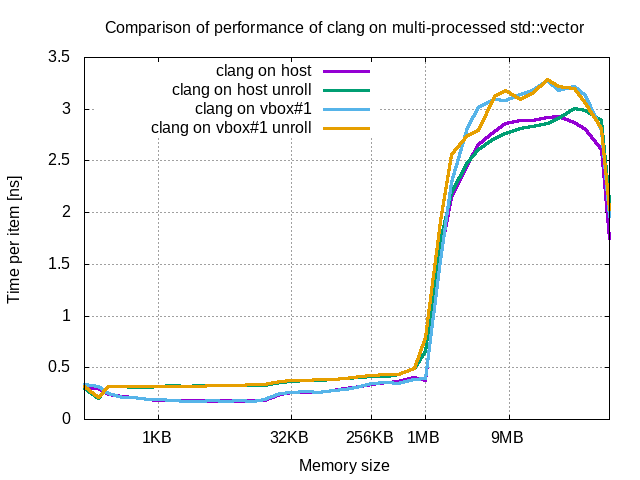 Comparison of performance of clang on multi-processed std::vector
Time per item [ns]
3.5
3
2.5
2
1.5
1
0.5
0
clang on host
clang on host unroll
clang on vbox#1
clang on vbox#1 unroll
1KB 32KB 256KB 1MB 9MB
Memory size